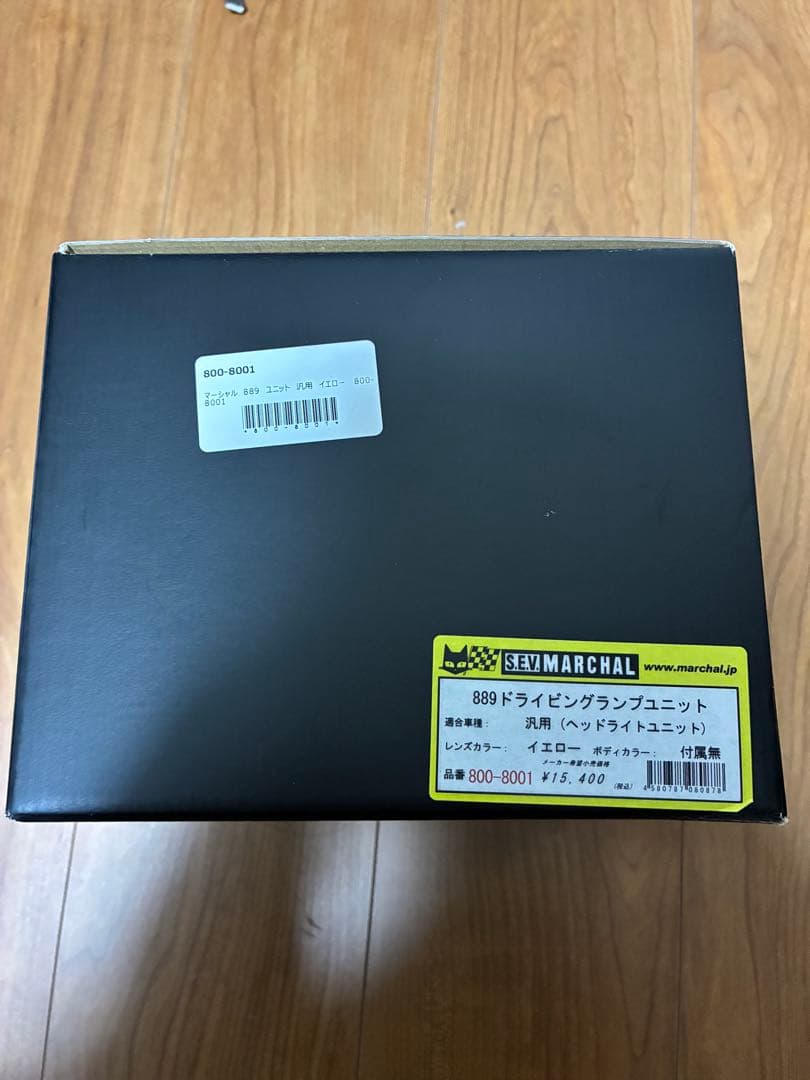 800-8001
マーシャル 889 ユニット 汎用 イエロー 800-
8001
*800-8001*
S.E.V. MARCHAL www.marchal.jp
889ドライビングランプユニット
適合車種： 汎用（ヘッドライトユニット）
レンズカラー： イエロー ボディカラー： 付属無
メーカー希望小売価格
品番 800-8001 ¥15,400 (税込) 4580787060878